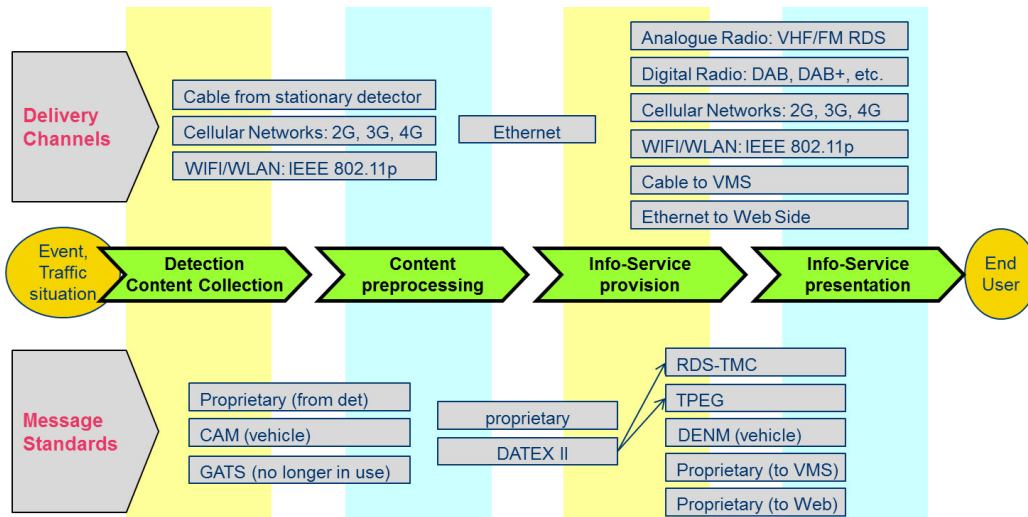 Analogue Radio: VHF/FM RDS
Digital Radio: DAB, DAB+, etc.
Delivery
Channels
Cable from stationary detector
Cellular Networks: 2G, 3G, 4G
WIFI/WLAN: IEEE 802.11p
Ethernet
Cellular Networks: 2G, 3G, 4G
WIFI/WLAN: IEEE 802.11p
Cable to VMS
Ethernet to Web Side
Event,
Traffic
situation
Detection
Content Collection
Content
preprocessing
Info-Service
provision
Info-Service
presentation
End
User
Message
Standards
Proprietary (from det)
CAM (vehicle)
GATS (no longer in use)
proprietary
DATEX II
RDS-TMC
TPEG
DENM (vehicle)
Proprietary (to VMS)
Proprietary (to Web)